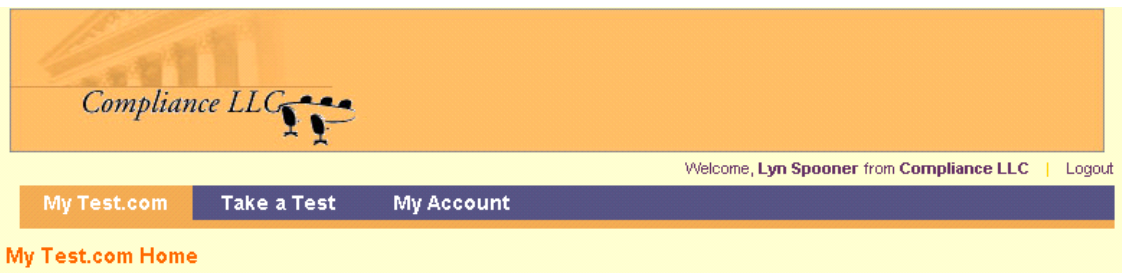 Compliance LLC
Welcome, Lyn Spooner from Compliance LLC | Logout
My Test.com Take a Test My Account
My Test.com Home